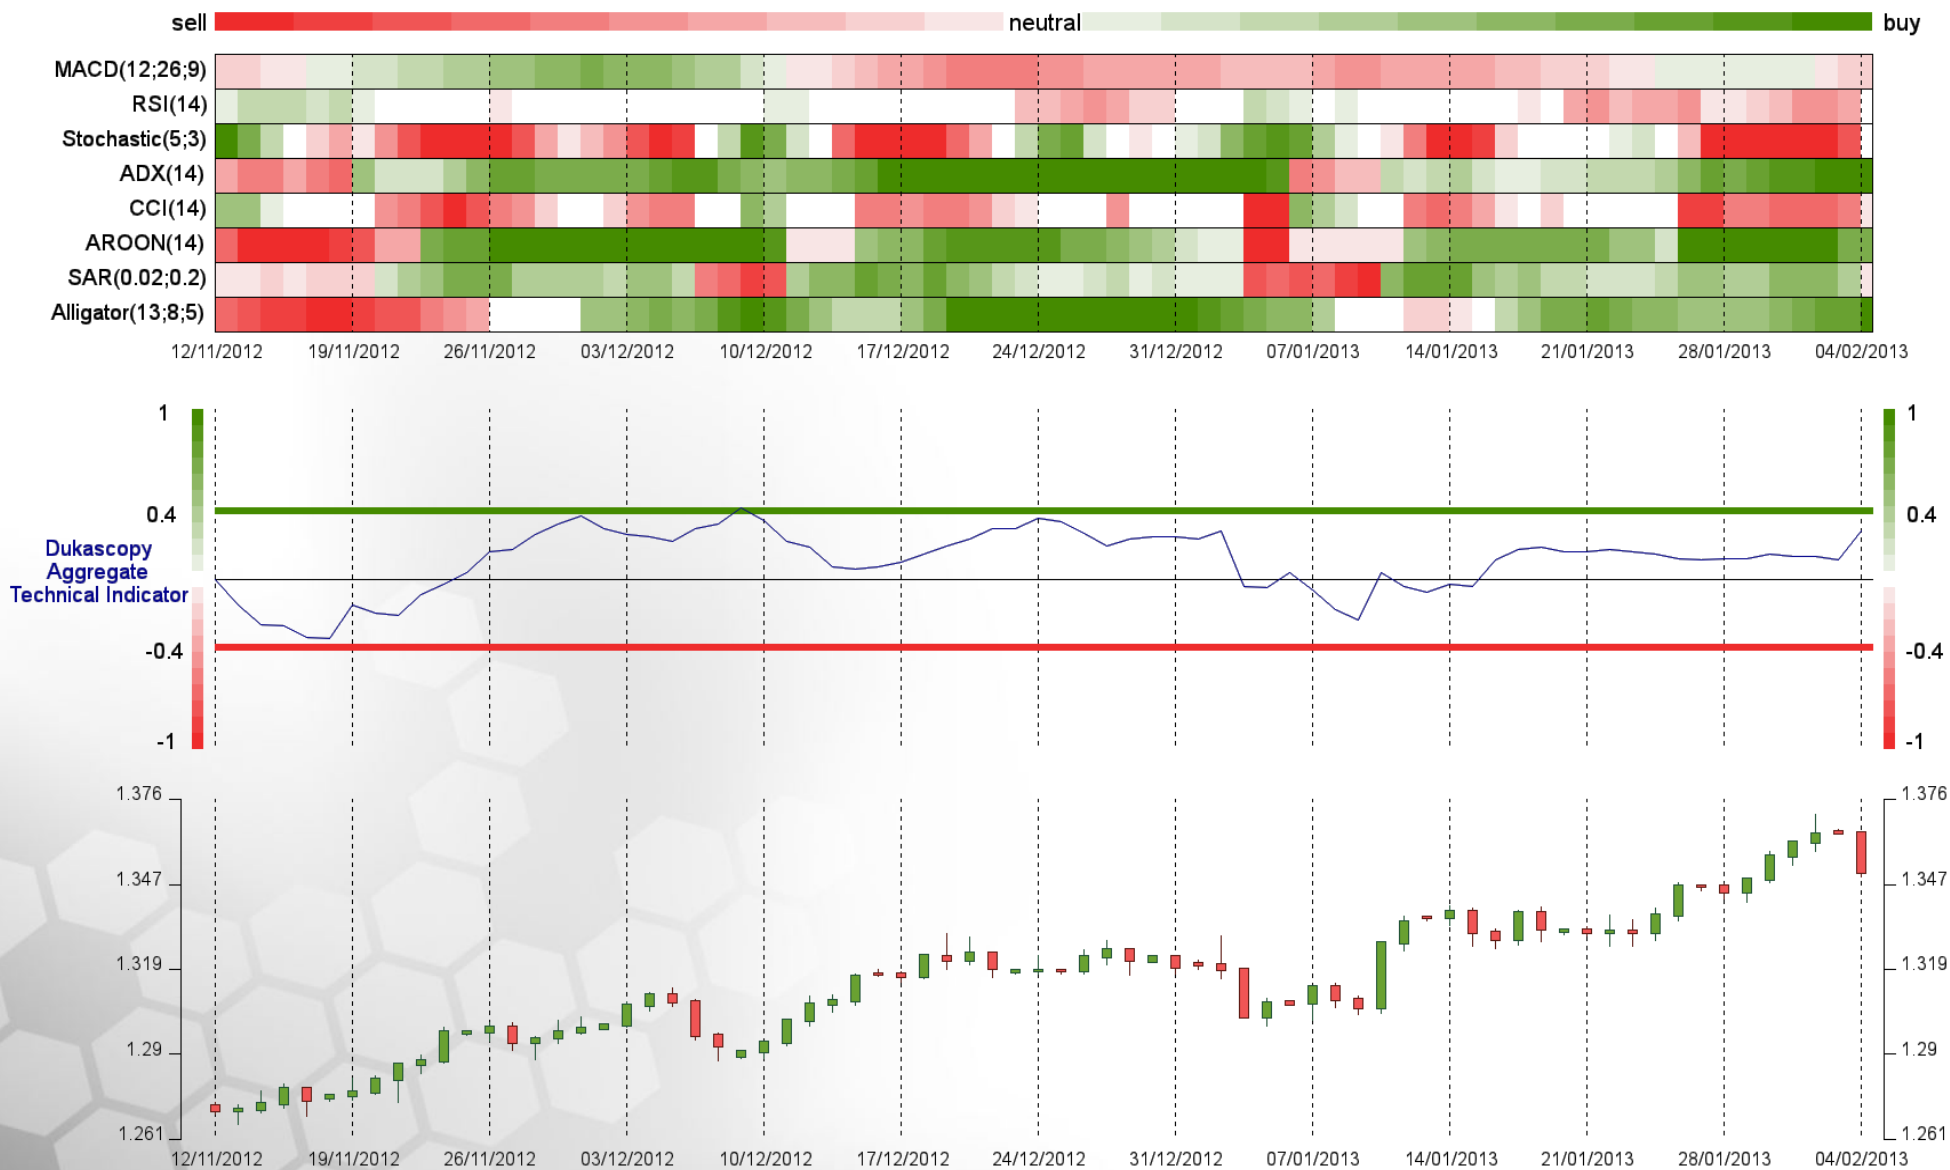 sell neutral buy
MACD(12;26;9)
RSI(14)
Stochastic(5;3)
ADX(14)
CCI(14)
AROON(14)
SAR(0.02;0.2)
Alligator(13;8;5)
12/11/2012 19/11/2012 26/11/2012 03/12/2012 10/12/2012 17/12/2012 24/12/2012 31/12/2012 07/01/2013 14/01/2013 21/01/2013 28/01/2013 04/02/2013
1 1
0.4 0.4
Dukascopy
Aggregate
Technical Indicator
-0.4 -0.4
-1 -1
1.376 1.376
1.347 1.347
1.319 1.319
1.29 1.29
1.261 1.261
12/11/2012 19/11/2012 26/11/2012 03/12/2012 10/12/2012 17/12/2012 24/12/2012 31/12/2012 07/01/2013 14/01/2013 21/01/2013 28/01/2013 04/02/2013